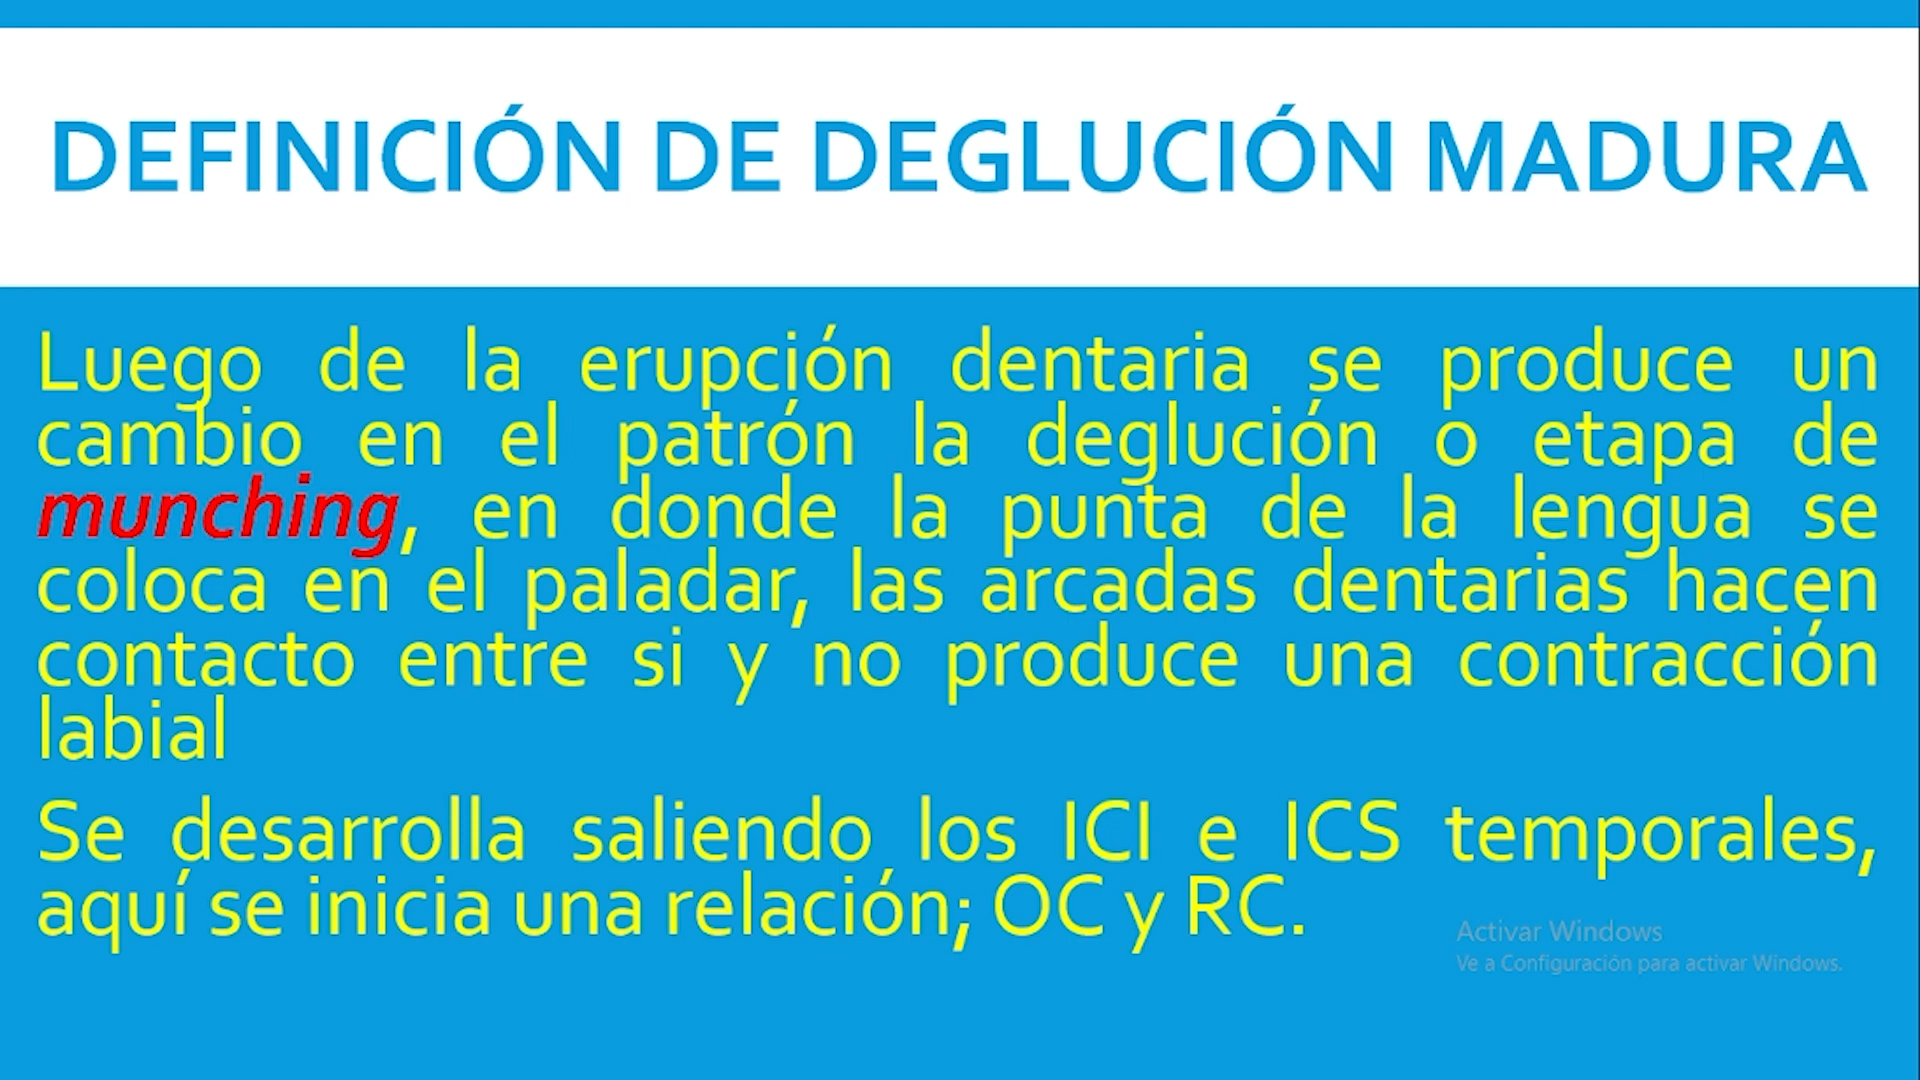 DEFINICIÓN DE DEGLUCIÓN MADURA
Luego de la erupción dentaria se produce un
cambio en el patrón la deglución o etapa de
munching, en donde la punta de la lengua se
coloca en el paladar, las arcadas dentarias hacen
contacto entre si y no produce una contracción
labial
Se desarrolla saliendo los ICI e ICS temporales,
aquí se inicia una relación; OC y RC.
Activar Windows
Ve a Configuración para activar Windows.